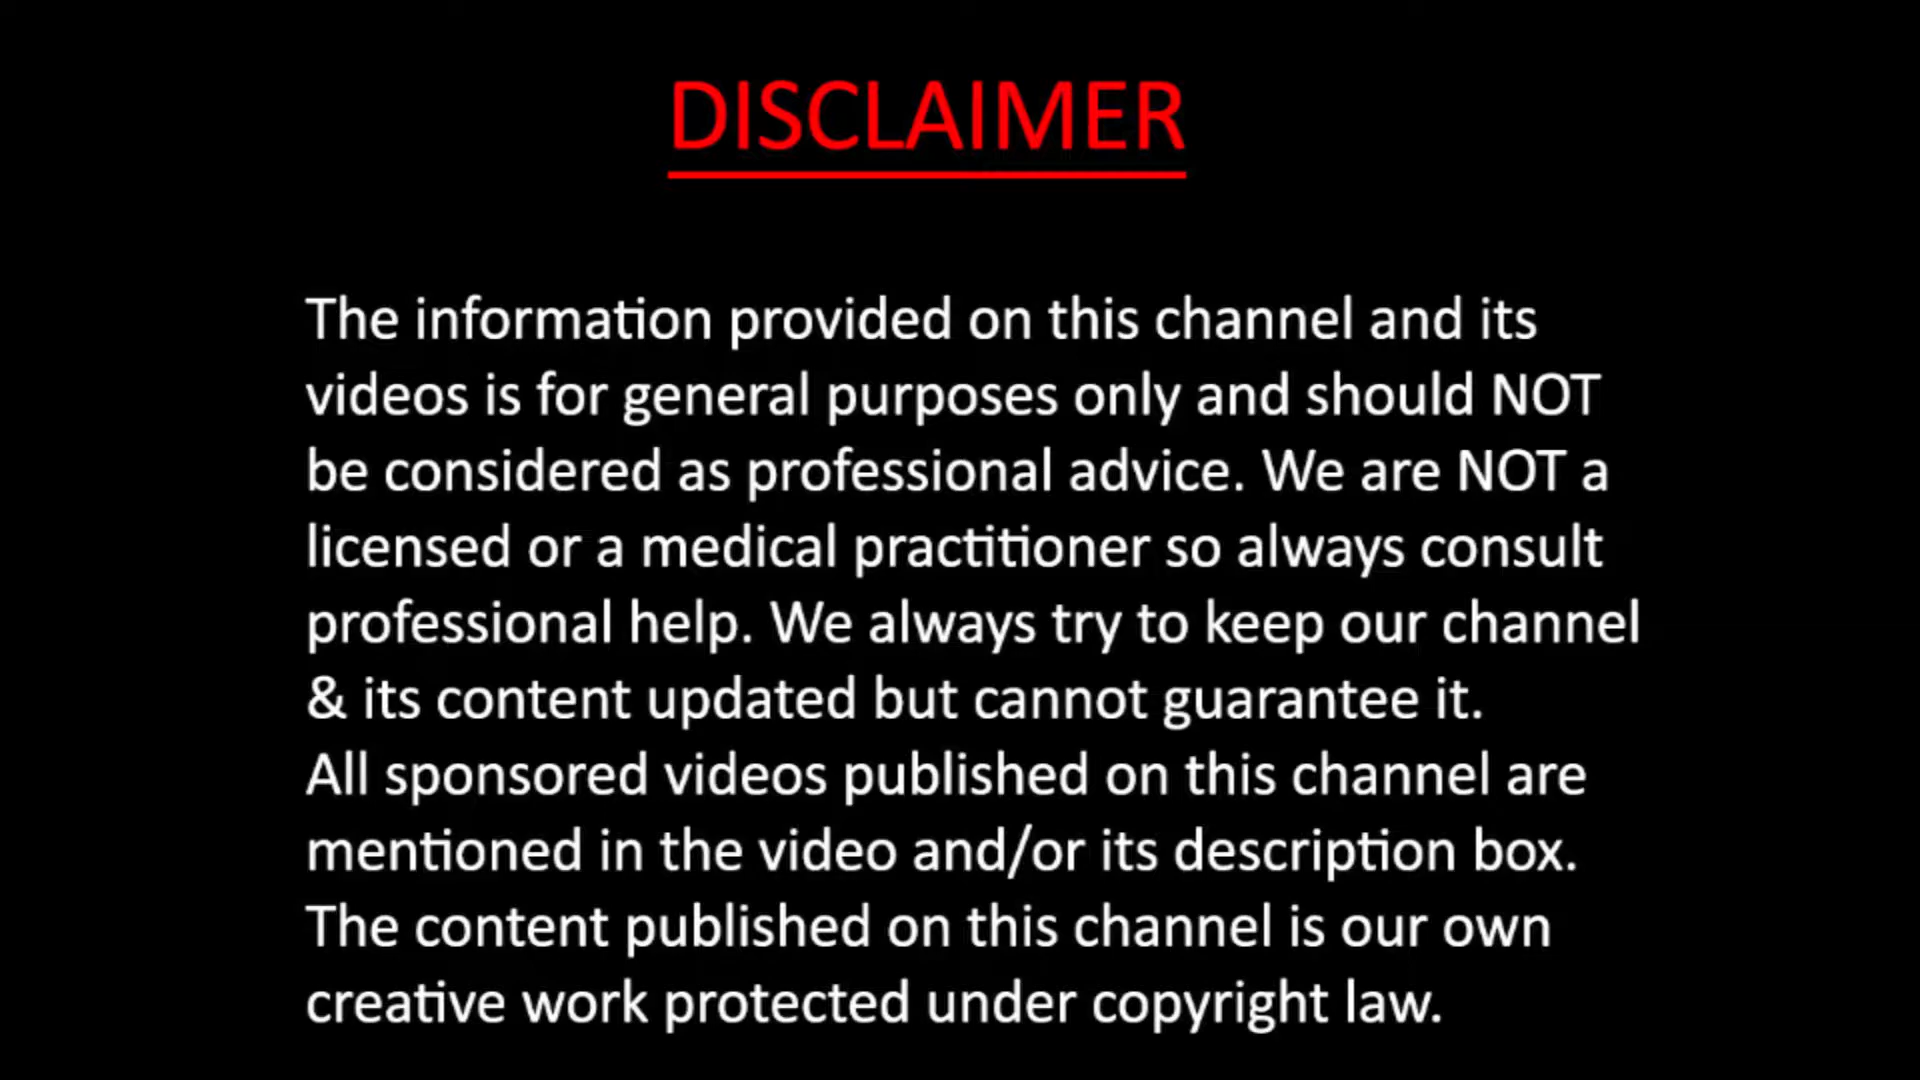 DISCLAIMER
The information provided on this channel and its
videos is for general purposes only and should NOT
be considered as professional advice. We are NOT a
licensed or a medical practitioner so always consult
professional help. We always try to keep our channel
& its content updated but cannot guarantee it.
All sponsored videos published on this channel are
mentioned in the video and/or its description box.
The content published on this channel is our own
creative work protected under copyright law.